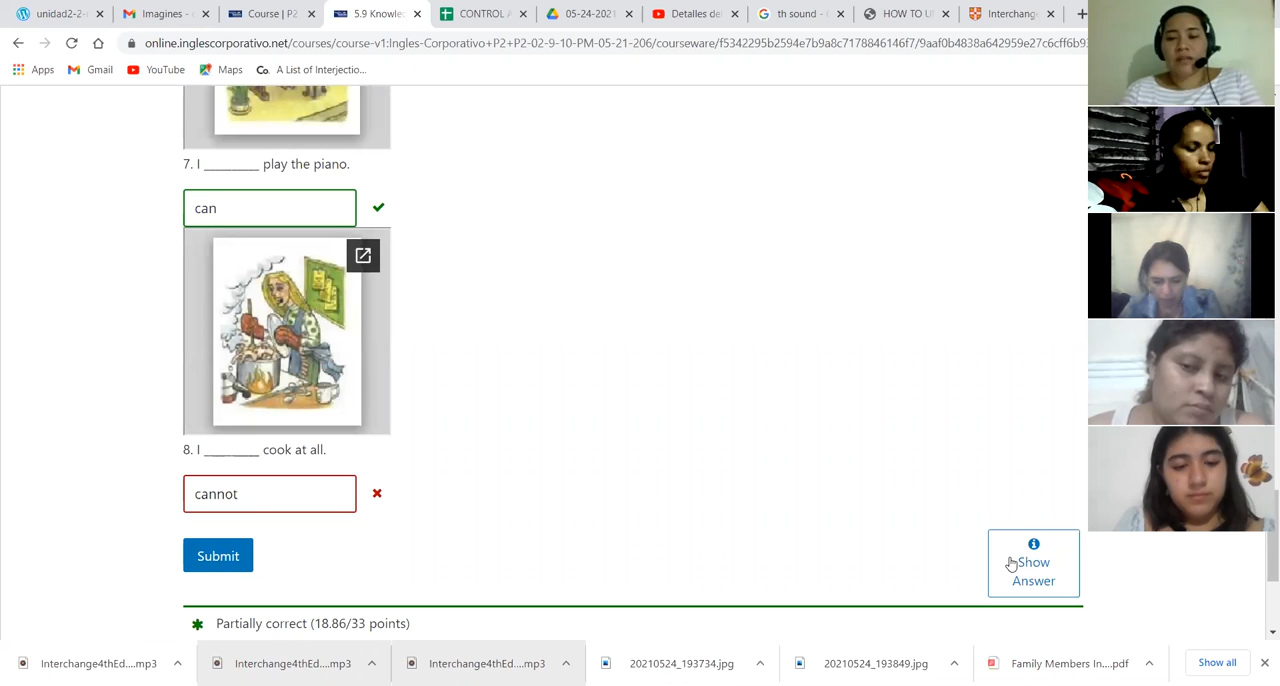 unidad2-2-
Imagines -
Course | P2
5.9 Knowle
CONTROL A
05-24-2021
Detalles de
th sound -
HOW TO U
Interchang
online.inglescorporativo.net/courses/course-v1:Ingles-Corporativo+P2+P2-02-9-10-PM-05-21-206/courseware/f5342295b2594e7b9a8c7178846146f7/9aaf0b4838a642959e27c6cff6b93
Apps
Gmail
YouTube
Maps
Co. A List of Interjectio...
7. I ________ play the piano.
can
8. I ________ cook at all.
cannot
Submit
Show
Answer
Partially correct (18.86/33 points)
Interchange4thEd....mp3
Interchange4thEd....mp3
Interchange4thEd....mp3
20210524_193734.jpg
20210524_193849.jpg
Family Members In....pdf
Show all